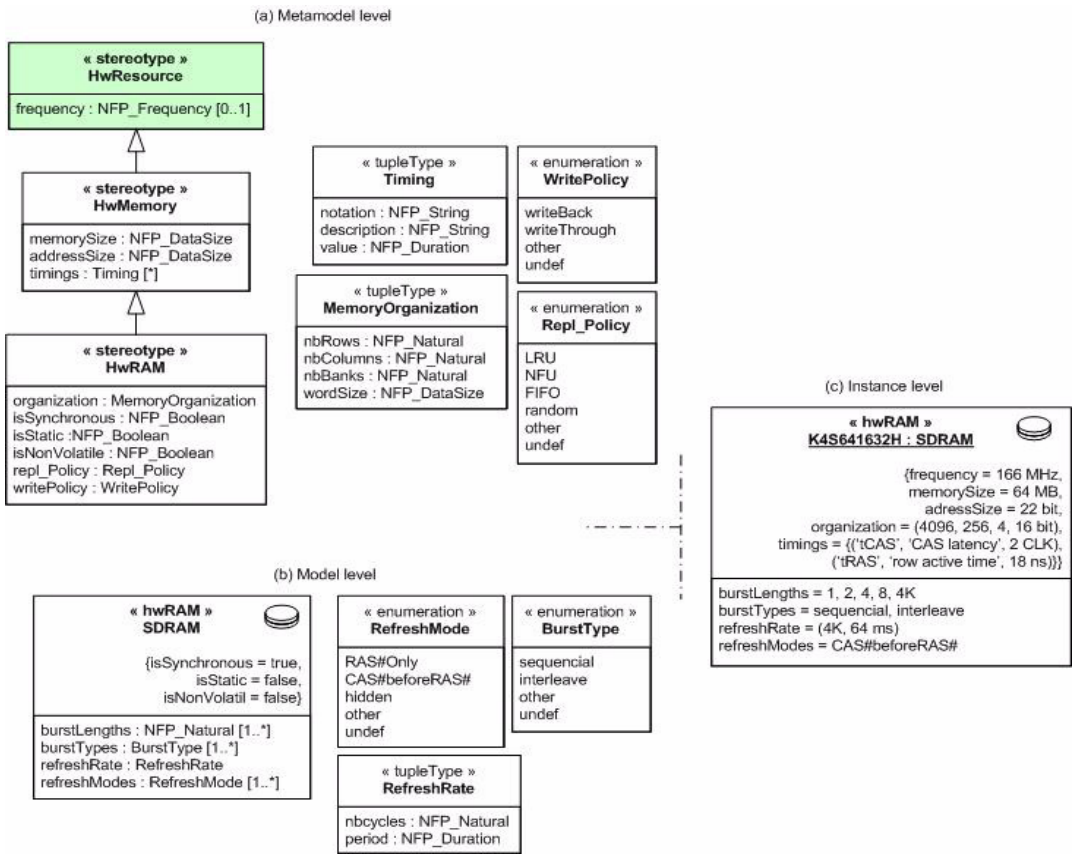 (a) Metamodel level
« stereotype »
HwResource
frequency : NFP_Frequency [0..1]
« stereotype »
HwMemory
memorySize : NFP_DataSize
addressSize : NFP_DataSize
timings : Timing [*]
« stereotype »
HwRAM
organization : MemoryOrganization
isSynchronous : NFP_Boolean
isStatic :NFP_Boolean
isNonVolatile : NFP_Boolean
repl_Policy : Repl_Policy
writePolicy : WritePolicy
« tupleType »
Timing
notation : NFP_String
description : NFP_String
value : NFP_Duration
« enumeration »
WritePolicy
writeBack
writeThrough
other
undef
« tupleType »
MemoryOrganization
nbRows : NFP_Natural
nbColumns : NFP_Natural
nbBanks : NFP_Natural
wordSize : NFP_DataSize
« enumeration »
Repl_Policy
LRU
NFU
FIFO
random
other
undef
(b) Model level
« hwRAM »
SDRAM
{isSynchronous = true,
isStatic = false,
isNonVolatil = false}
burstLengths : NFP_Natural [1..*]
burstTypes : BurstType [1..*]
refreshRate : RefreshRate
refreshModes : RefreshMode [1..*]
« enumeration »
RefreshMode
RAS#Only
CAS#beforeRAS#
hidden
other
undef
« enumeration »
BurstType
sequencial
interleave
other
undef
« tupleType »
RefreshRate
nbcycles : NFP_Natural
period : NFP_Duration
(c) Instance level
« hwRAM »
K4S641632H : SDRAM
{frequency = 166 MHz,
memorySize = 64 MB,
adressSize = 22 bit,
organization = (4096, 256, 4, 16 bit),
timings = {('tCAS', 'CAS latency', 2 CLK),
('tRAS', 'row active time', 18 ns)}}
burstLengths = 1, 2, 4, 8, 4K
burstTypes = sequencial, interleave
refreshRate = (4K, 64 ms)
refreshModes = CAS#beforeRAS#